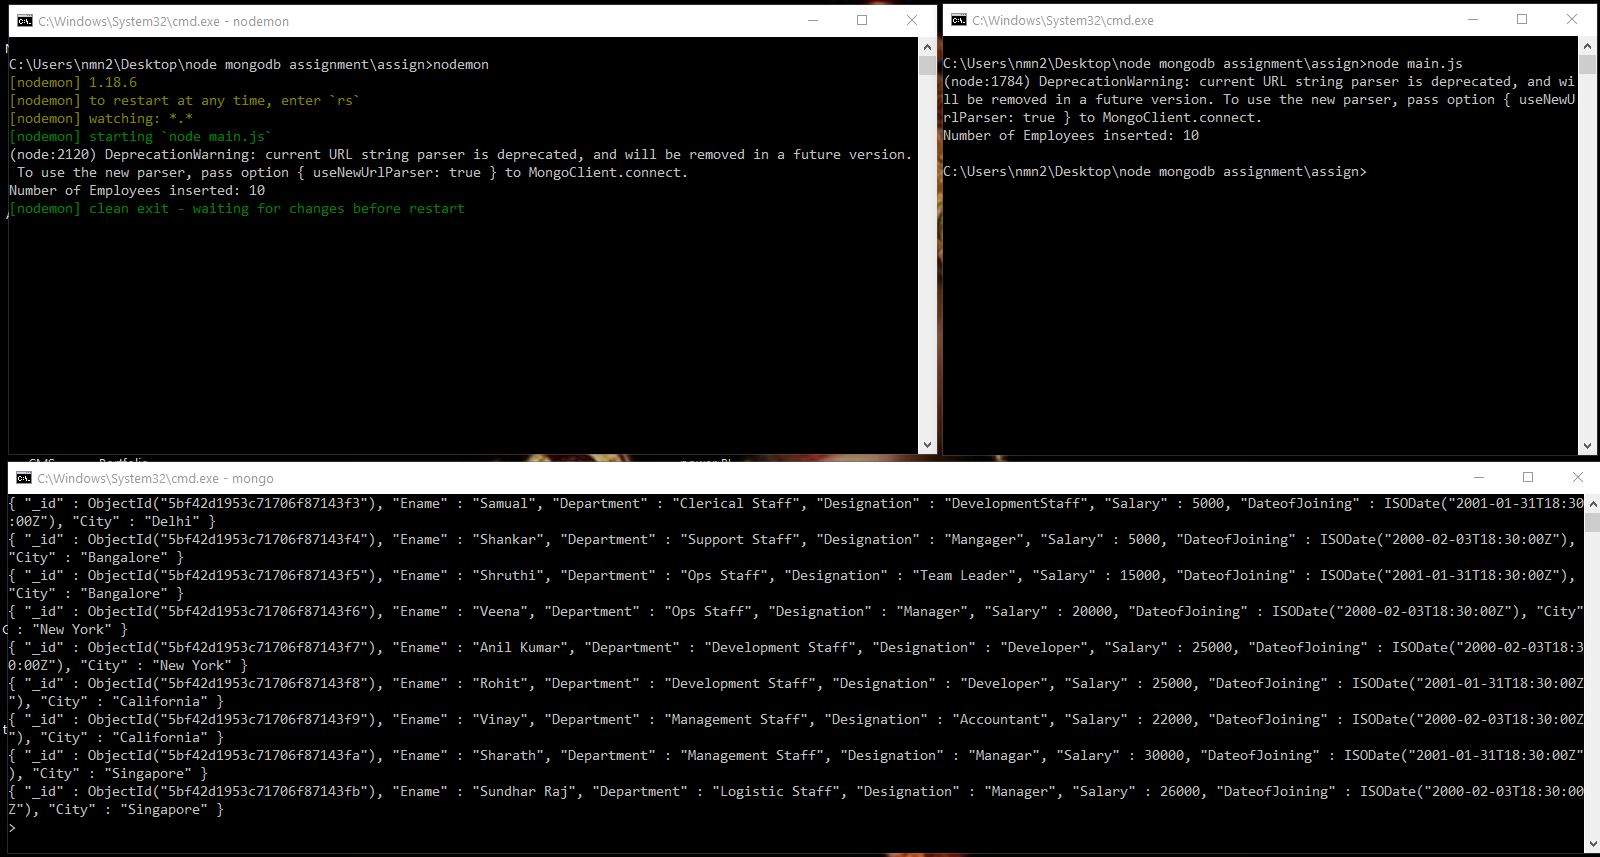 C:\Windows\System32\cmd.exe - nodemon
C:\Users\nmn2\Desktop\node mongodb assignment\assign>nodemon
[nodemon] 1.18.6
[nodemon] to restart at any time, enter `rs`
[nodemon] watching: *.*
[nodemon] starting `node main.js`
(node:2120) DeprecationWarning: current URL string parser is deprecated, and will be removed in a future version.
To use the new parser, pass option { useNewUrlParser: true } to MongoClient.connect.
Number of Employees inserted: 10
[nodemon] clean exit - waiting for changes before restart
C:\Windows\System32\cmd.exe
C:\Users\nmn2\Desktop\node mongodb assignment\assign>node main.js
(node:1784) DeprecationWarning: current URL string parser is deprecated, and wi
ll be removed in a future version. To use the new parser, pass option { useNewU
rlParser: true } to MongoClient.connect.
Number of Employees inserted: 10
C:\Users\nmn2\Desktop\node mongodb assignment\assign>
C:\Windows\System32\cmd.exe - mongo
{ "_id" : ObjectId("5bf42d1953c71706f87143f3"), "Ename" : "Samual", "Department" : "Clerical Staff", "Designation" : "DevelopmentStaff", "Salary" : 5000, "DateofJoining" : ISODate("2001-01-31T18:30
:00Z"), "City" : "Delhi" }
{ "_id" : ObjectId("5bf42d1953c71706f87143f4"), "Ename" : "Shankar", "Department" : "Support Staff", "Designation" : "Mangager", "Salary" : 5000, "DateofJoining" : ISODate("2000-02-03T18:30:00Z"),
"City" : "Bangalore" }
{ "_id" : ObjectId("5bf42d1953c71706f87143f5"), "Ename" : "Shruthi", "Department" : "Ops Staff", "Designation" : "Team Leader", "Salary" : 15000, "DateofJoining" : ISODate("2001-01-31T18:30:00Z"),
"City" : "Bangalore" }
{ "_id" : ObjectId("5bf42d1953c71706f87143f6"), "Ename" : "Veena", "Department" : "Ops Staff", "Designation" : "Manager", "Salary" : 20000, "DateofJoining" : ISODate("2000-02-03T18:30:00Z"), "City"
: "New York" }
{ "_id" : ObjectId("5bf42d1953c71706f87143f7"), "Ename" : "Anil Kumar", "Department" : "Development Staff", "Designation" : "Developer", "Salary" : 25000, "DateofJoining" : ISODate("2000-02-03T18:3
0:00Z"), "City" : "New York" }
{ "_id" : ObjectId("5bf42d1953c71706f87143f8"), "Ename" : "Rohit", "Department" : "Development Staff", "Designation" : "Developer", "Salary" : 25000, "DateofJoining" : ISODate("2001-01-31T18:30:00Z
"), "City" : "California" }
{ "_id" : ObjectId("5bf42d1953c71706f87143f9"), "Ename" : "Vinay", "Department" : "Management Staff", "Designation" : "Accountant", "Salary" : 22000, "DateofJoining" : ISODate("2000-02-03T18:30:00Z
"), "City" : "California" }
{ "_id" : ObjectId("5bf42d1953c71706f87143fa"), "Ename" : "Sharath", "Department" : "Management Staff", "Designation" : "Managar", "Salary" : 30000, "DateofJoining" : ISODate("2001-01-31T18:30:00Z"
), "City" : "Singapore" }
{ "_id" : ObjectId("5bf42d1953c71706f87143fb"), "Ename" : "Sundhar Raj", "Department" : "Logistic Staff", "Designation" : "Manager", "Salary" : 26000, "DateofJoining" : ISODate("2000-02-03T18:30:00
Z"), "City" : "Singapore" }
>